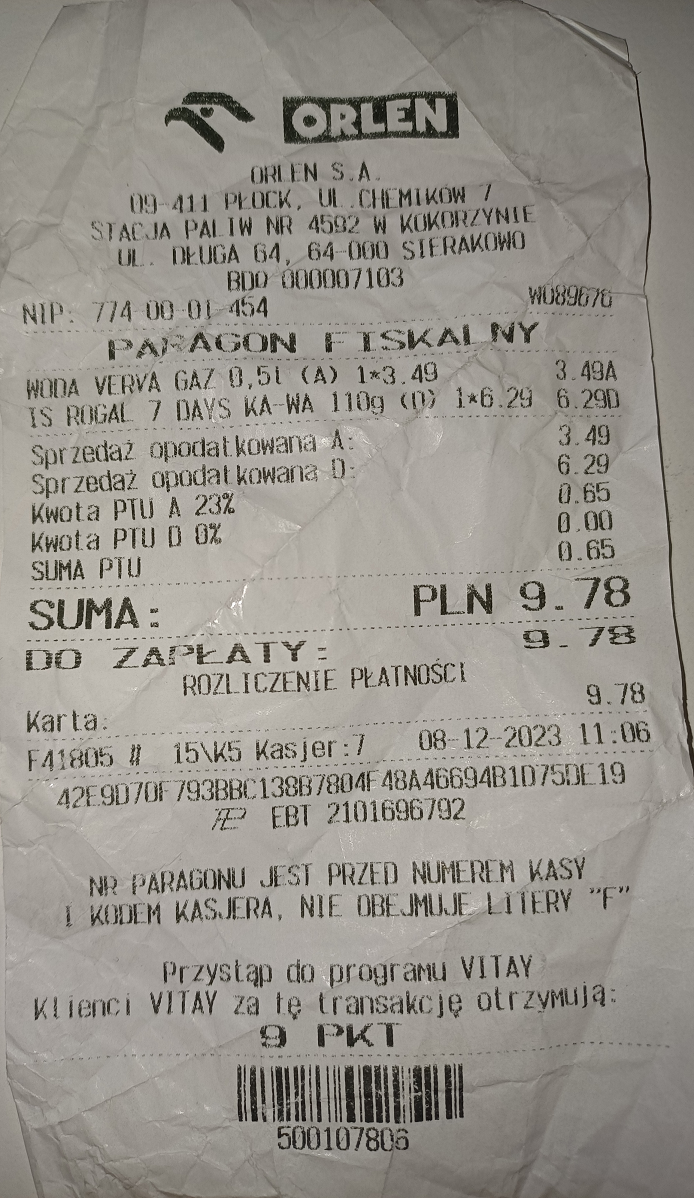 ORLEN
ORLEN S.A.
09-411 PŁOCK, UL.CHEMIKÓW 7
STACJA PALIW NR 4592 W KOKORZYNIE
UL. DŁUGA 64, 64-000 SIERAKOWO
BDO 000007103
NIP: 774-00-01-454 W089676
PARAGON FISKALNY
WODA VERVA GAZ 0,5l (A) 1*3.49 3.49A
IS ROGAL 7 DAYS KA-WA 110g (D) 1*6.29 6.29D
Sprzedaż opodatkowana A: 3.49
Sprzedaż opodatkowana D: 6.29
Kwota PTU A 23% 0.65
Kwota PTU D 0% 0.00
SUMA PTU 0.65
SUMA: PLN 9.78
DO ZAPŁATY: 9.78
ROZLICZENIE PŁATNOŚCI
Karta: 9.78
F41805 # 15\K5 Kasjer:7 08-12-2023 11:06
42E9D70F793BBC138B7804F48A46694B1D75DE19
EBT 2101696792
NR PARAGONU JEST PRZED NUMEREM KASY
I KODEM KASJERA, NIE OBEJMUJE LITERY "F"
Przystąp do programu VITAY
Klienci VITAY za tę transakcję otrzymują:
9 PKT
500107806